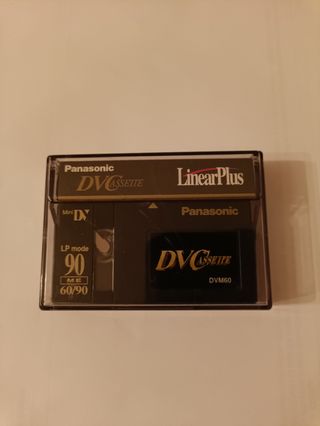 Panasonic
DVCASSETTE
LinearPlus
Mini DV
Panasonic
LP mode
90
60/90
DVCASSETTE
DVM60